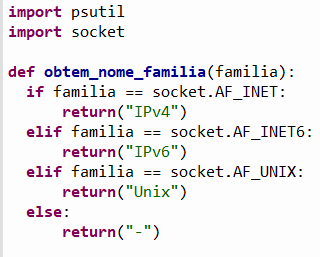 import psutil
import socket

def obtem_nome_familia(familia):
  if familia == socket.AF_INET:
      return("IPv4")
  elif familia == socket.AF_INET6:
      return("IPv6")
  elif familia == socket.AF_UNIX:
      return("Unix")
  else:
      return("-")